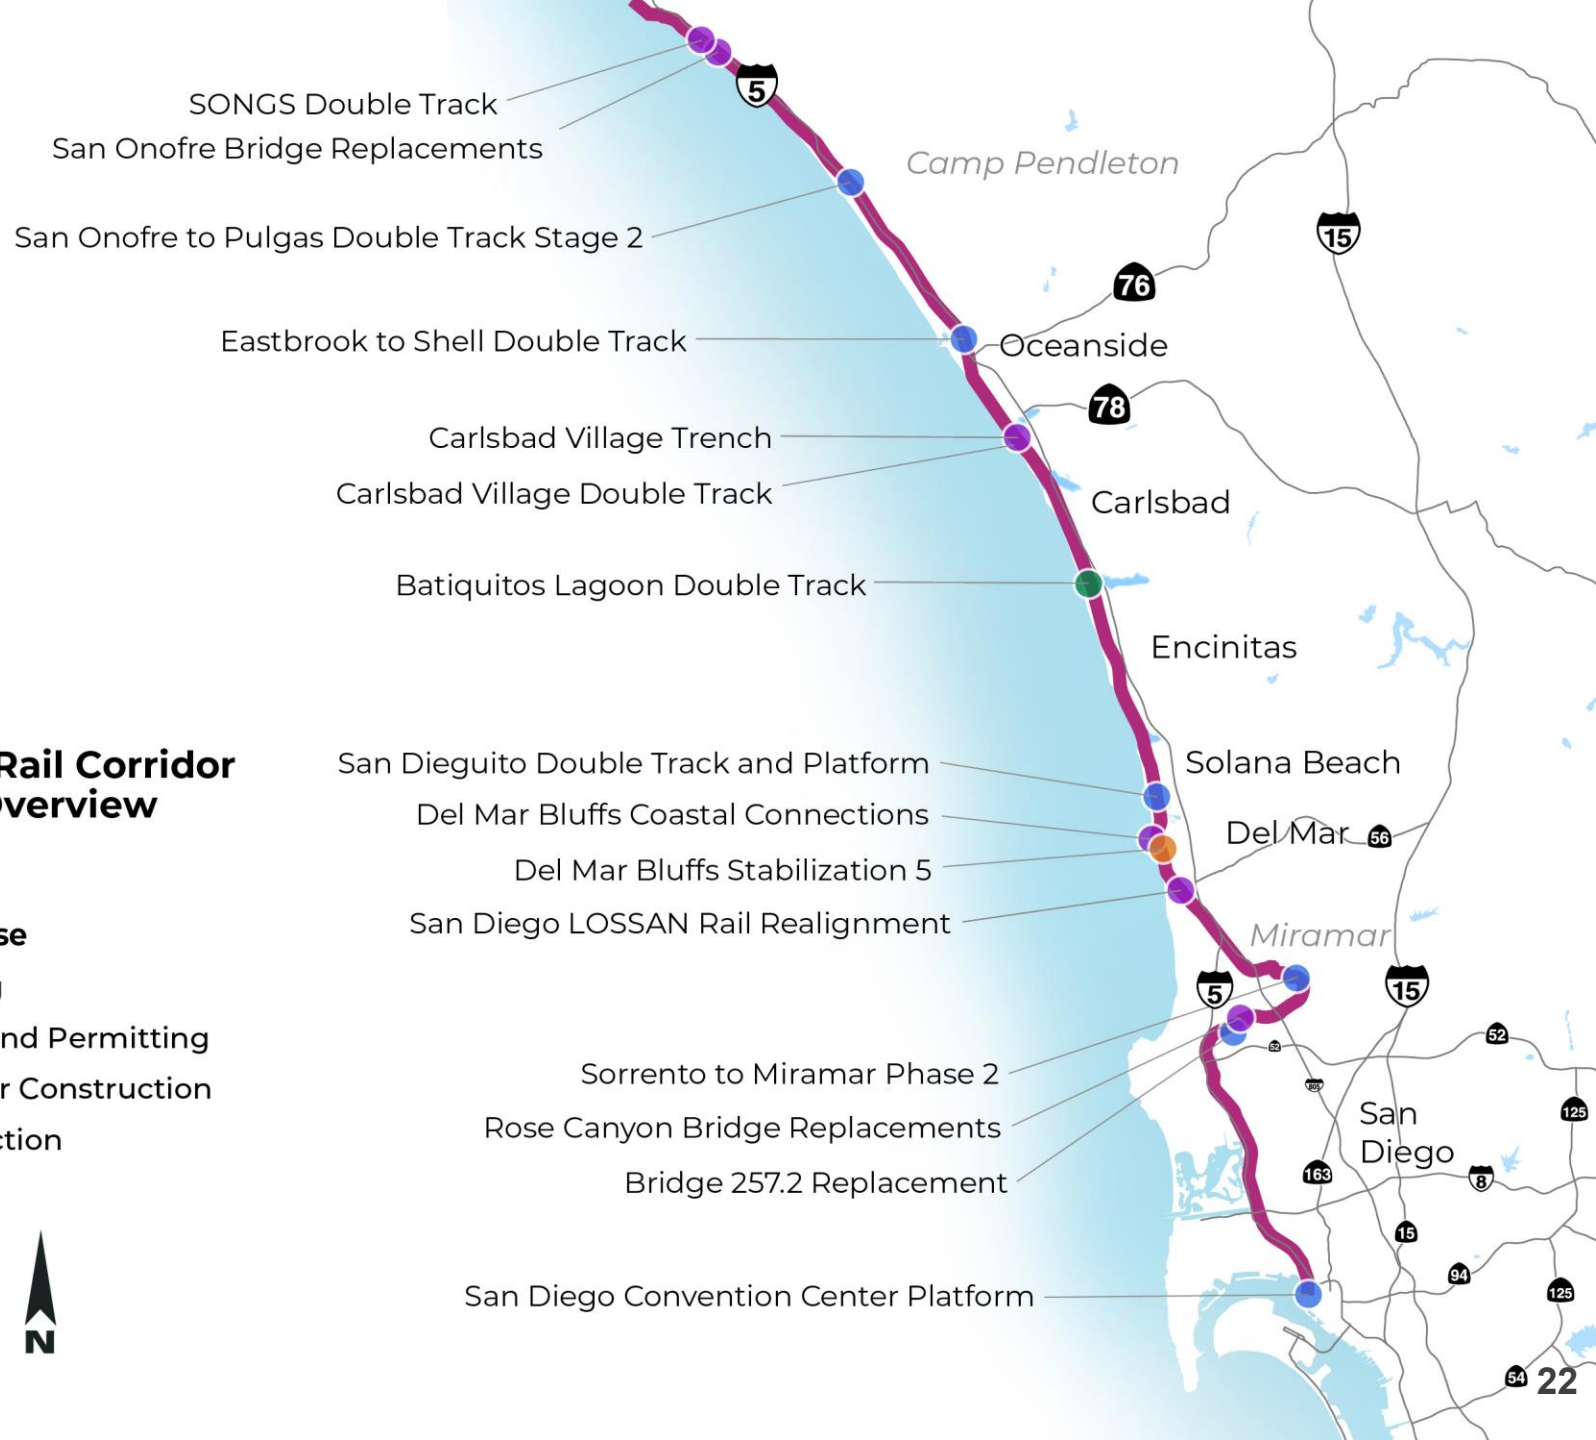 5
SONGS Double Track
San Onofre Bridge Replacements
Camp Pendleton
San Onofre to Pulgas Double Track Stage 2
15
76
Eastbrook to Shell Double Track
Oceanside
78
Carlsbad Village Trench
Carlsbad Village Double Track
Carlsbad
Batiquitos Lagoon Double Track
Encinitas
Rail Corridor
Overview
San Dieguito Double Track and Platform
Solana Beach
Del Mar Bluffs Coastal Connections
Del Mar
56
Del Mar Bluffs Stabilization 5
San Diego LOSSAN Rail Realignment
Miramar
se
5
15
nd Permitting
52
52
Sorrento to Miramar Phase 2
805
r Construction
San
Diego
125
Rose Canyon Bridge Replacements
ction
163
8
Bridge 257.2 Replacement
15
94
125
San Diego Convention Center Platform
N
54
22